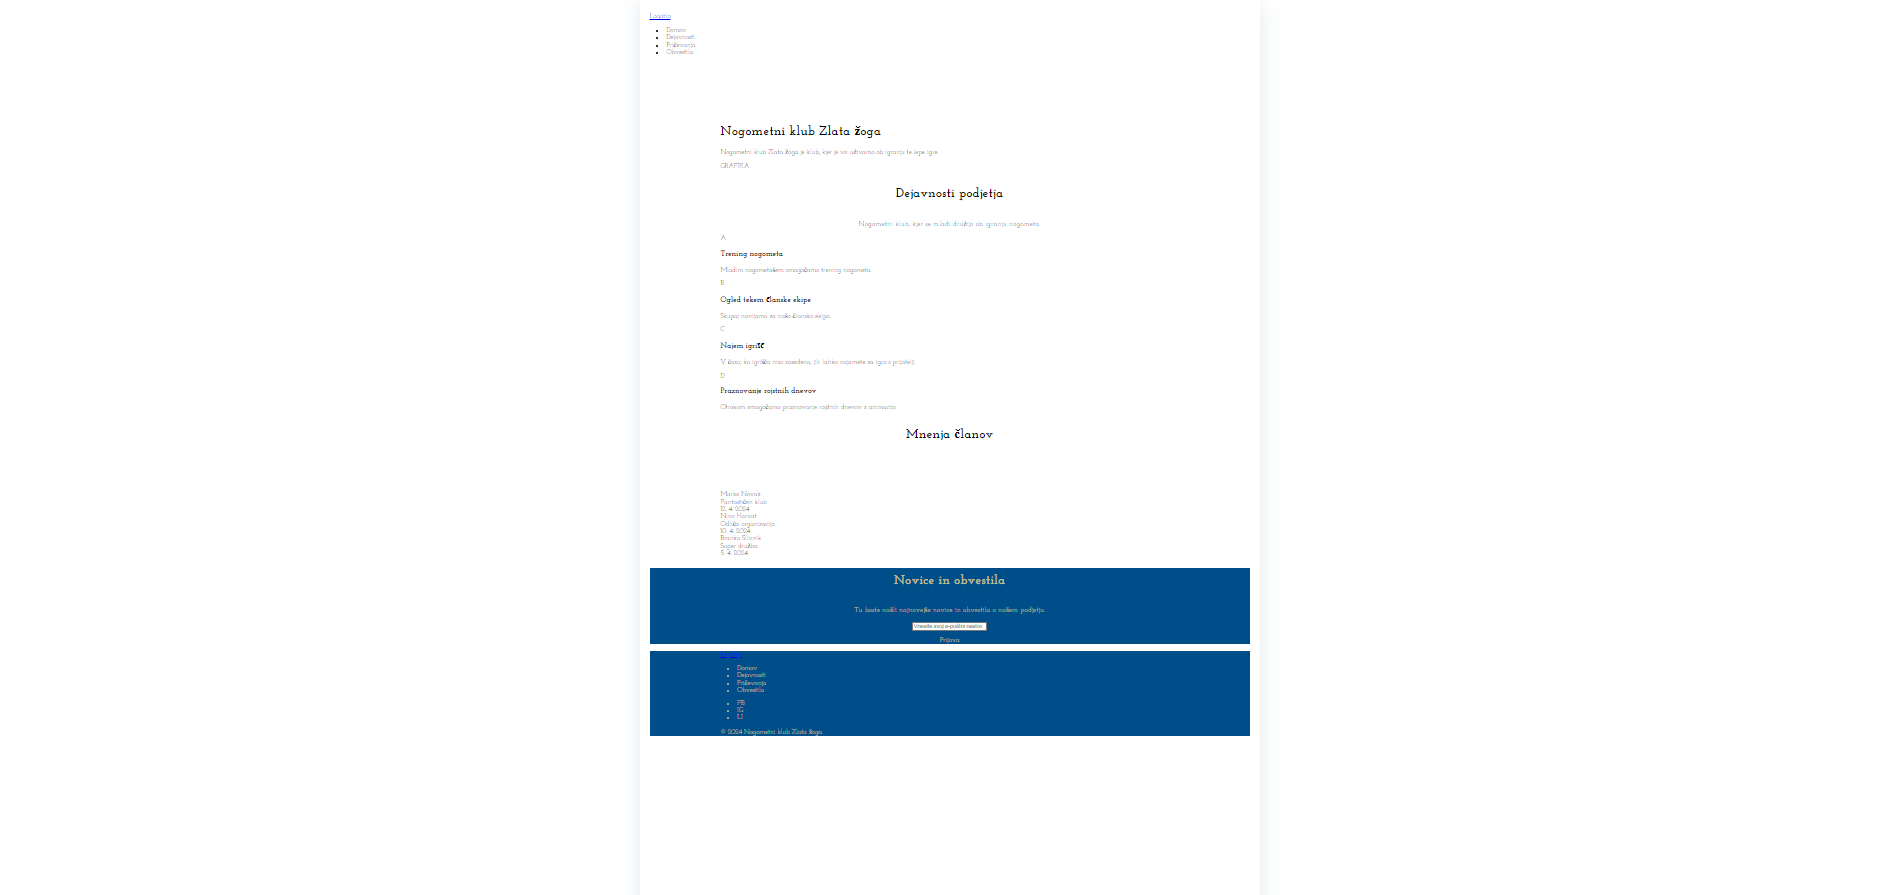 Logotip
Domov
Dejavnosti
Pričevanja
Obvestila
Nogometni klub Zlata žoga
Nogometni klub Zlata žoga je klub, kjer je vsi uživamo ob igranju te lepe igre
GRAFIKA
Dejavnosti podjetja
Nogometni klub, kjer se mladi družijo ob igranju nogometa.
A
Trening nogometa
Mladim nogometašem omogočamo trening nogometa.
B
Ogled tekem članske ekipe
Skupaj navijamo za našo člansko ekipo.
C
Najem igrišč
V času, ko igrišča niso zasedena, jih lahko najamete za igro s prijatelji.
D
Praznovanje rojstnih dnevov
Otrokom omogočamo praznovanje rojstnih dnevov z animacijo.
Mnenja članov
Marko Novak
Fantastičen klub
12. 4. 2024
Nino Horvat
Odlična organizacija
10. 4. 2024
Branko Slivnik
Super družba
5. 4. 2024
Novice in obvestila
Tu boste našli najnovejše novice in obvestila o našem podjetju.
Vnesite svoj e-poštni naslov
Prijava
Domov
Dejavnosti
Pričevanja
Obvestila
FB
IG
LI
© 2024 Nogometni klub Zlata žoga